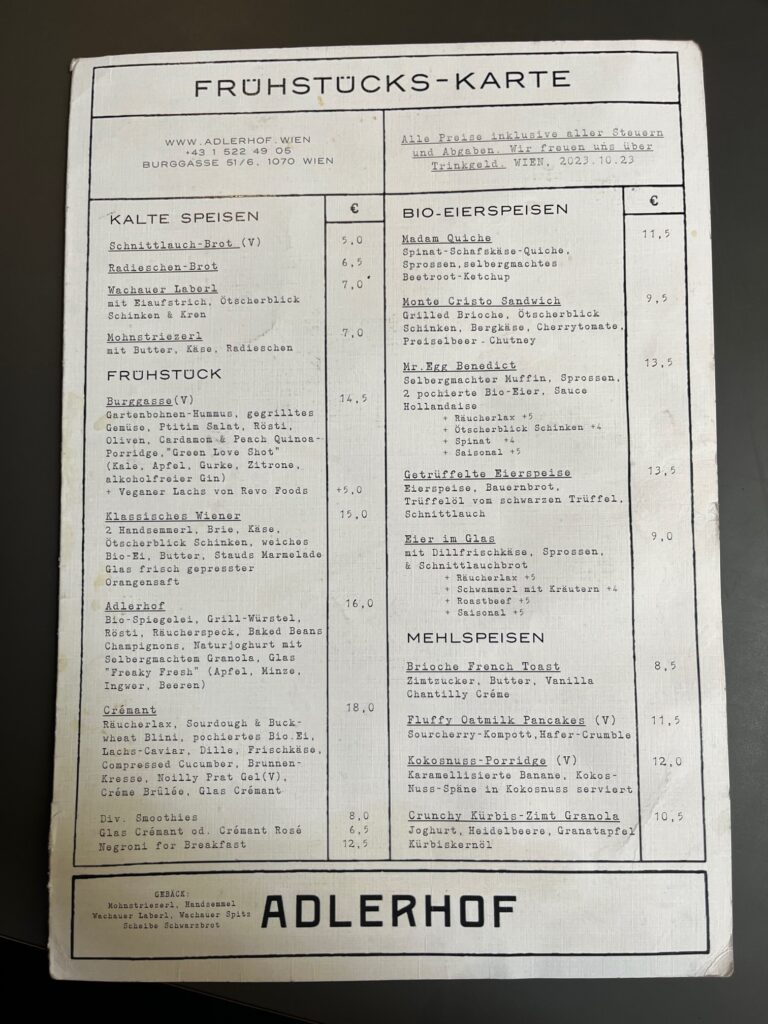 FRÜHSTÜCKS-KARTE
WWW.ADLERHOF.WIEN
+43 1 522 49 05
BURGGASSE 51/6, 1070 WIEN
Alle Preise inklusive aller Steuern
und Abgaben. Wir freuen uns über
Trinkgeld. WIEN, 2023.10.23
KALTE SPEISEN €
Schnittlauch-Brot (V) 5,0
Radieschen-Brot 6,5
Wachauer Laberl 7,0
mit Eiaufstrich, Ötscherblick
Schinken & Kren
Mohnstriezerl 7,0
mit Butter, Käse, Radieschen
FRÜHSTÜCK
Burggasse(V) 14,5
Gartenbohnen-Hummus, gegrilltes
Gemüse, Ptitim Salat, Rösti,
Oliven, Cardamon & Peach Quinoa-
Porridge,"Green Love Shot"
(Kale, Apfel, Gurke, Zitrone,
alkoholfreier Gin)
+ Veganer Lachs von Revo Foods +5,0
Klassisches Wiener 15,0
2 Handsemmerl, Brie, Käse,
Ötscherblick Schinken, weiches
Bio-Ei, Butter, Stauds Marmelade
Glas frisch gepresster
Orangensaft
Adlerhof 16,0
Bio-Spiegelei, Grill-Würstel,
Rösti, Räucherspeck, Baked Beans
Champignons, Naturjoghurt mit
Selbergmachtem Granola, Glas
"Freaky Fresh" (Apfel, Minze,
Ingwer, Beeren)
Crémant 18,0
Räucherlax, Sourdough & Buck-
wheat Blini, pochiertes Bio.Ei,
Lachs-Caviar, Dille, Frischkäse,
Compressed Cucumber, Brunnen-
Kresse, Noilly Prat Gel(V),
Créme Brûlée, Glas Crémant
Div. Smoothies 8,0
Glas Crémant od. Crémant Rosé 6,5
Negroni for Breakfast 12,5
BIO-EIERSPEISEN €
Madam Quiche 11,5
Spinat-Schafskäse-Quiche,
Sprossen,selbergmachtes
Beetroot-Ketchup
Monte Cristo Sandwich 9,5
Grilled Brioche, Ötscherblick
Schinken, Bergkäse, Cherrytomate,
Preiselbeer-Chutney
Mr.Egg Benedict 13,5
Selbergmachter Muffin, Sprossen,
2 pochierte Bio-Eier, Sauce
Hollandaise
+ Räucherlax +5
+ Ötscherblick Schinken +4
+ Spinat +4
+ Saisonal +5
Getrüffelte Eierspeise 13,5
Eierspeise, Bauernbrot,
Trüffelöl vom schwarzen Trüffel,
Schnittlauch
Eier im Glas 9,0
mit Dillfrischkäse, Sprossen,
& Schnittlauchbrot
+ Räucherlax +5
+ Schwammerl mit Kräutern +4
+ Roastbeef +5
+ Saisonal +5
MEHLSPEISEN
Brioche French Toast 8,5
Zimtzucker, Butter, Vanilla
Chantilly Créme
Fluffy Oatmilk Pancakes (V) 11,5
Sourcherry-Kompott,Hafer-Crumble
Kokosnuss-Porridge (V) 12,0
Karamellisierte Banane, Kokos-
Nuss-Späne in Kokosnuss serviert
Crunchy Kürbis-Zimt Granola 10,5
Joghurt, Heidelbeere, Granatapfel
Kürbiskernöl
GEBÄCK:
Mohnstriezerl, Handsemmel
Wachauer Laberl, Wachauer Spitz
Scheibe Schwarzbrot
ADLERHOF